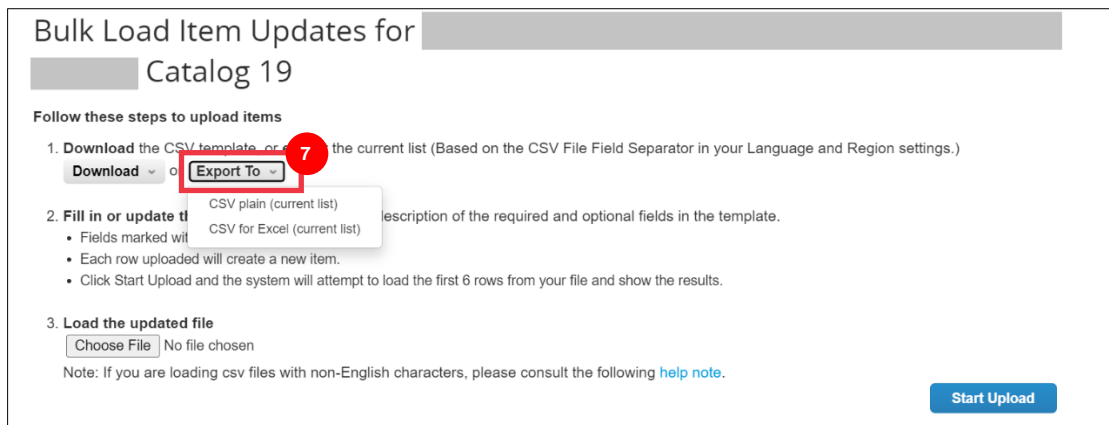 Bulk Load Item Updates for
Catalog 19
Follow these steps to upload items
1. Download the CSV template, or the current list (Based on the CSV File Field Separator in your Language and Region settings.)
7
Download or Export To
CSV plain (current list)
CSV for Excel (current list)
2. Fill in or update description of the required and optional fields in the template.
• Fields marked
• Each row uploaded will create a new item.
• Click Start Upload and the system will attempt to load the first 6 rows from your file and show the results.
3. Load the updated file
Choose File No file chosen
Note: If you are loading csv files with non-English characters, please consult the following help note.
Start Upload